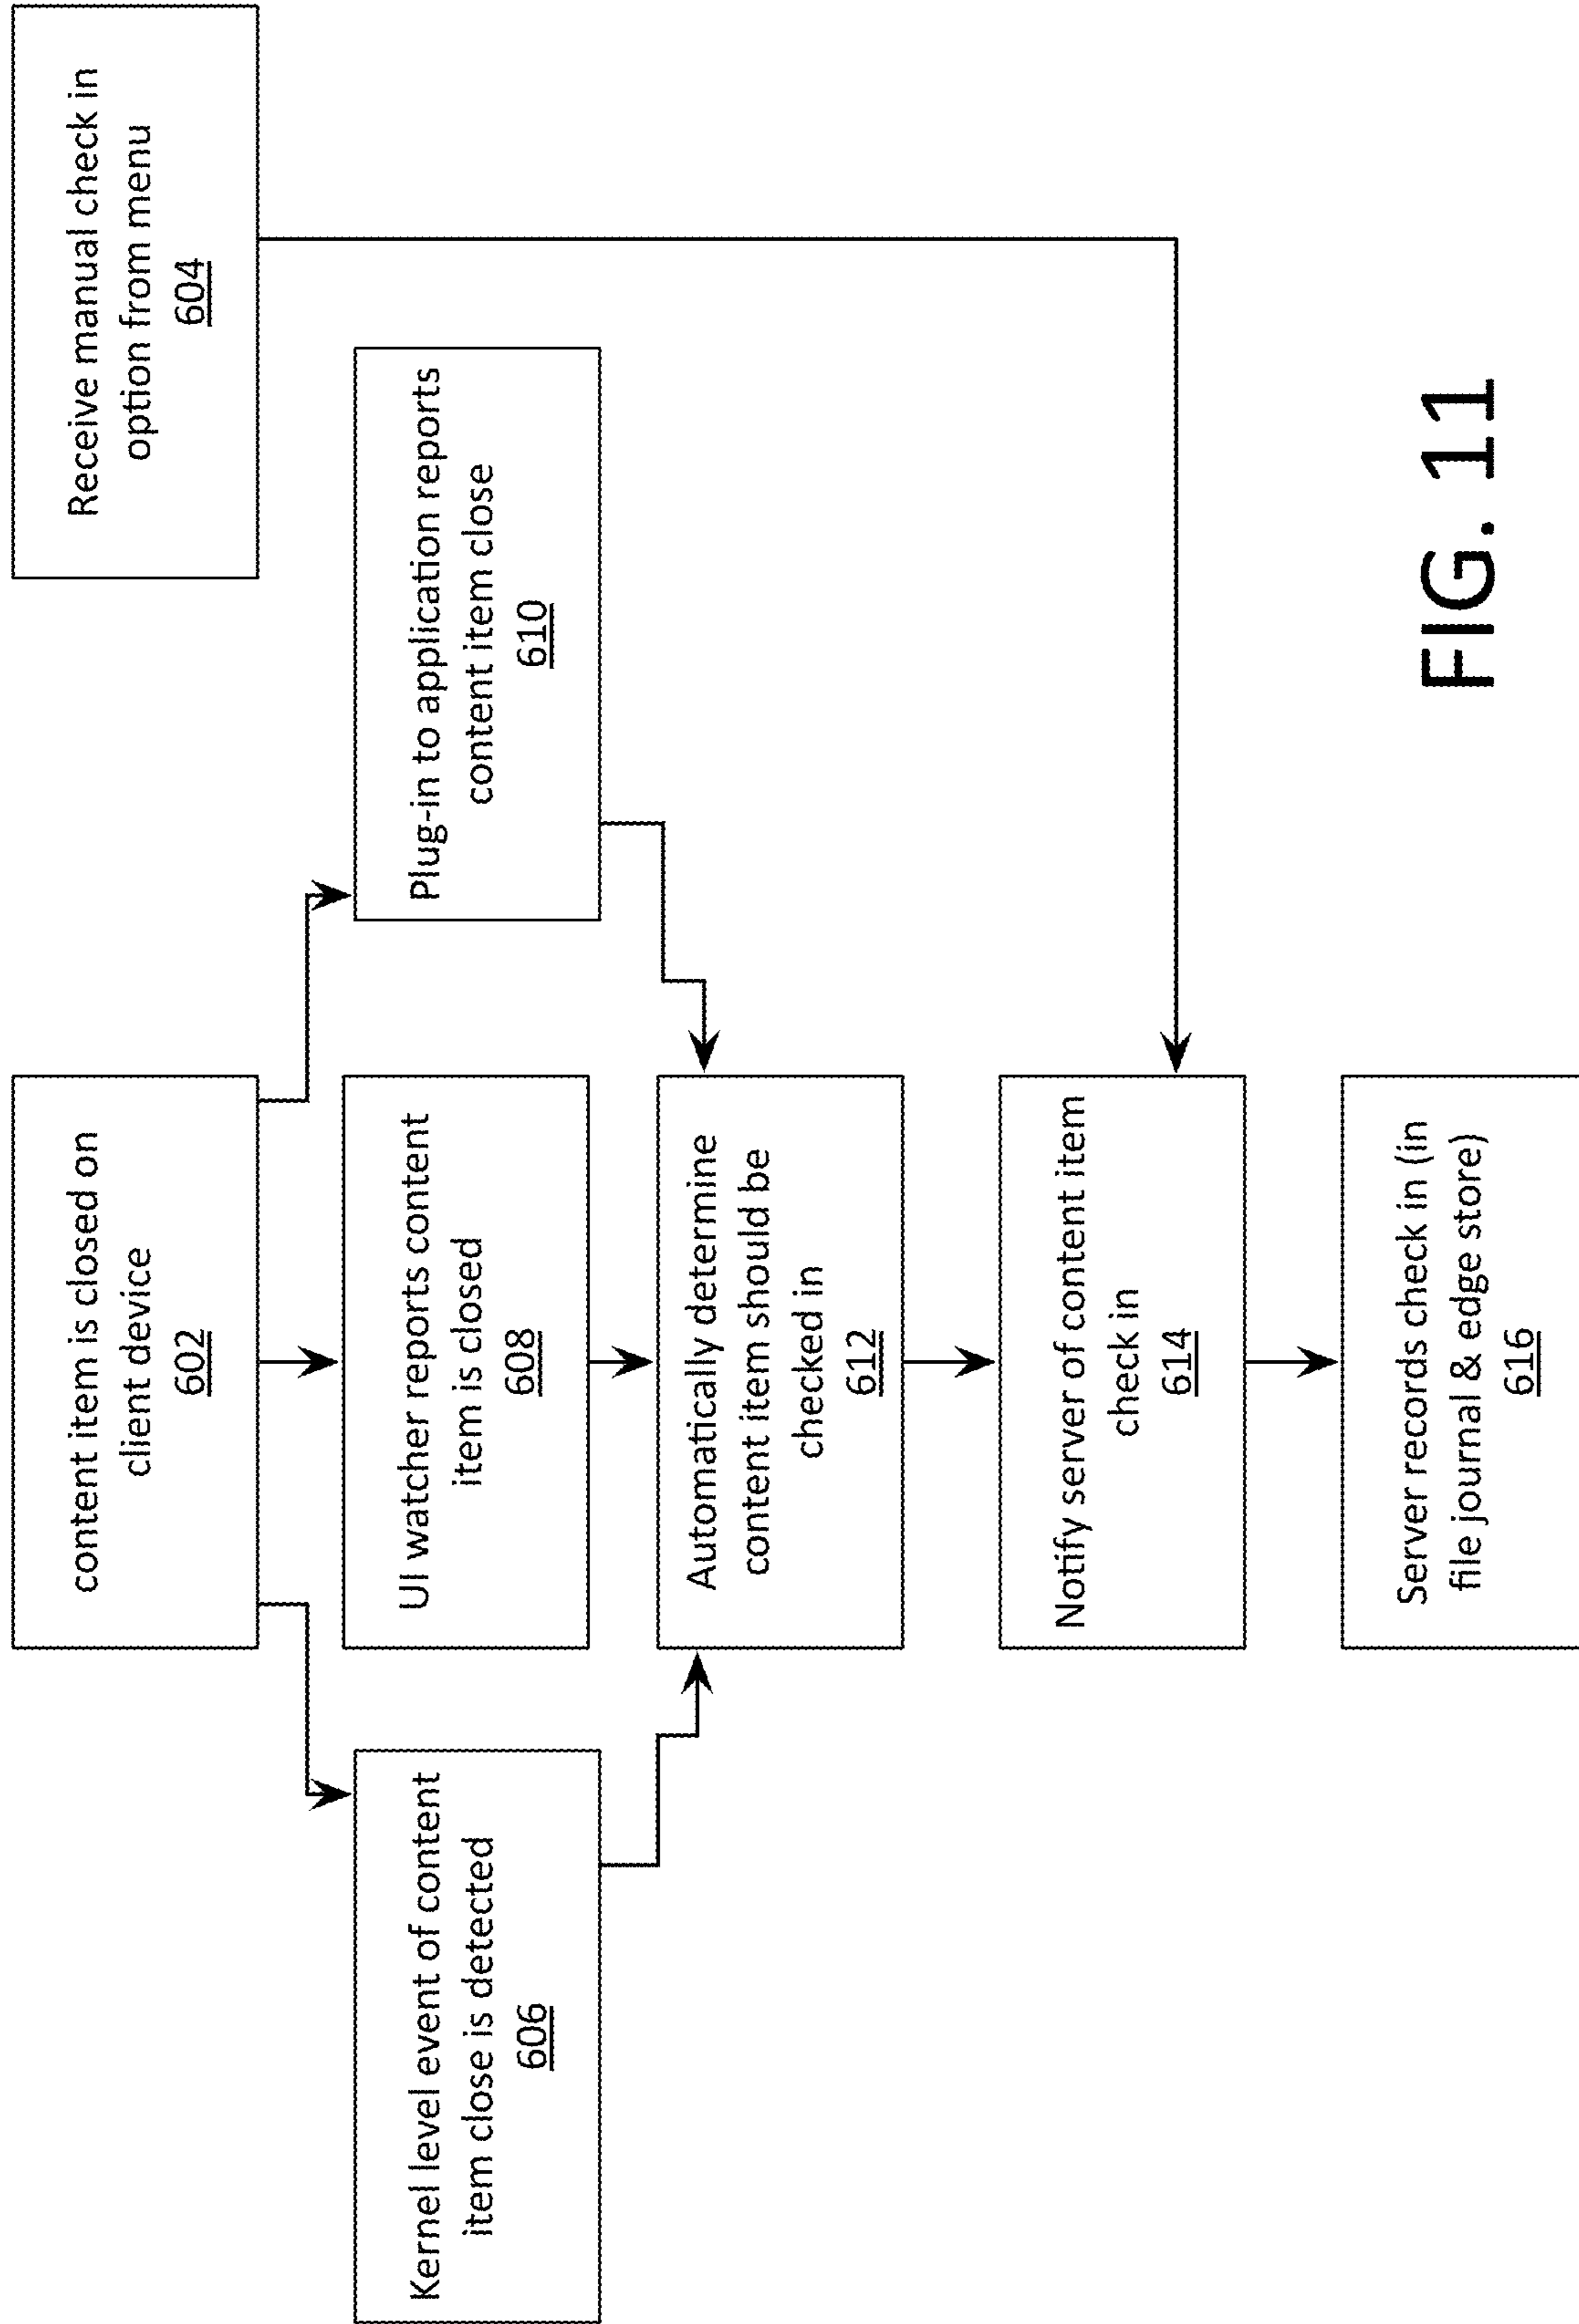 content item is closed on
client device
602
Receive manual check in
option from menu
604
Kernel level event of content
item close is detected
606
UI watcher reports content
item is closed
608
Plug-in to application reports
content item close
610
Automatically determine
content item should be
checked in
612
Notify server of content item
check in
614
Server records check in (in
file journal & edge store)
616
FIG. 11